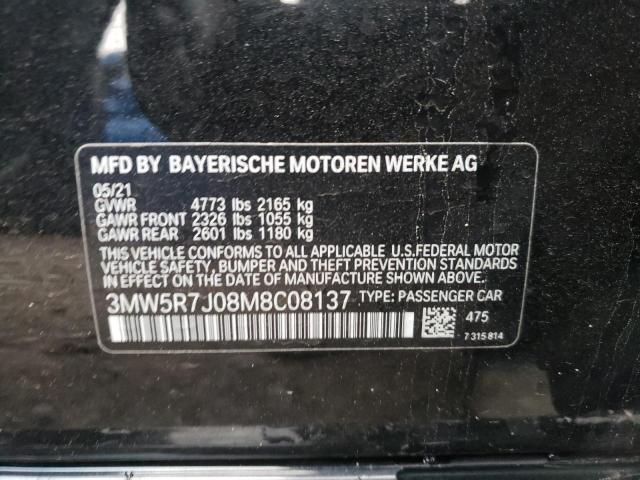 MFD BY BAYERISCHE MOTOREN WERKE AG
05/21
GVWR 4773 lbs 2165 kg
GAWR FRONT 2326 lbs 1055 kg
GAWR REAR 2601 lbs 1180 kg
THIS VEHICLE CONFORMS TO ALL APPLICABLE U.S.FEDERAL MOTOR
VEHICLE SAFETY, BUMPER AND THEFT PREVENTION STANDARDS
IN EFFECT ON THE DATE OF MANUFACTURE SHOWN ABOVE.
3MW5R7J08M8C08137 TYPE: PASSENGER CAR
475
7 315 814